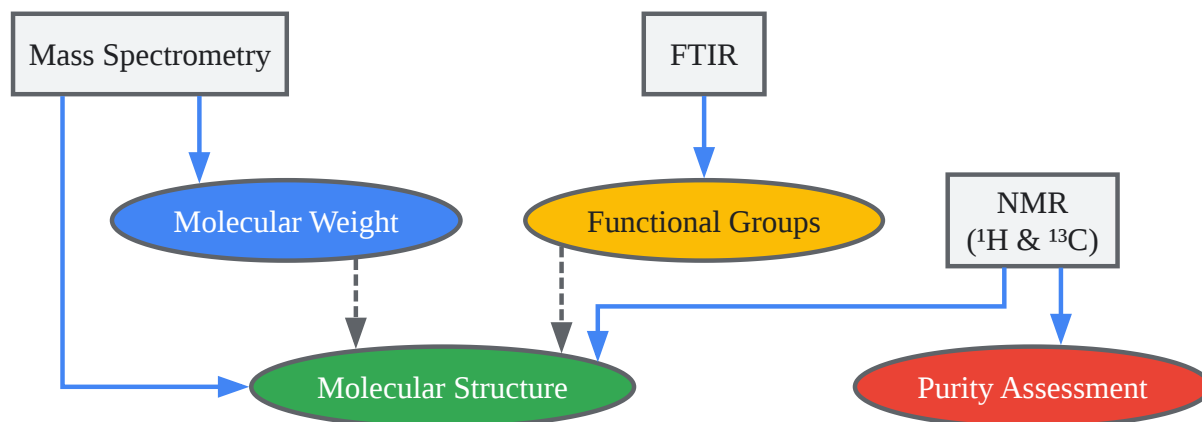 Mass Spectrometry
FTIR
Molecular Weight
Functional Groups
NMR
(¹H & ¹³C)
Molecular Structure
Purity Assessment